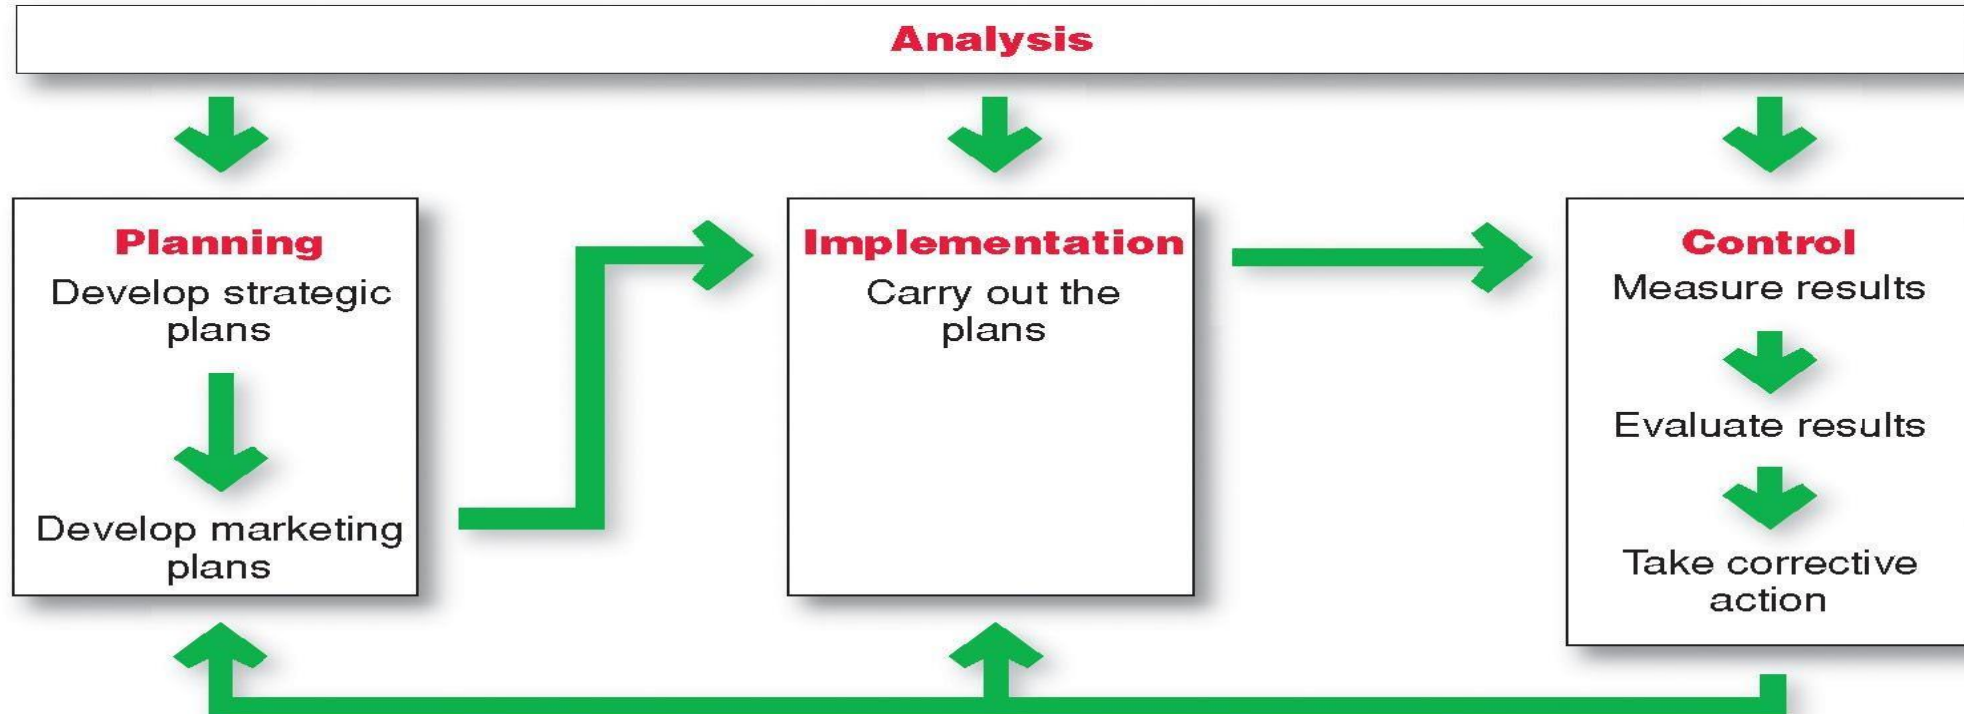 Analysis
Planning
Develop strategic
plans
Develop marketing
plans
Implementation
Carry out the
plans
Control
Measure results
Evaluate results
Take corrective
action